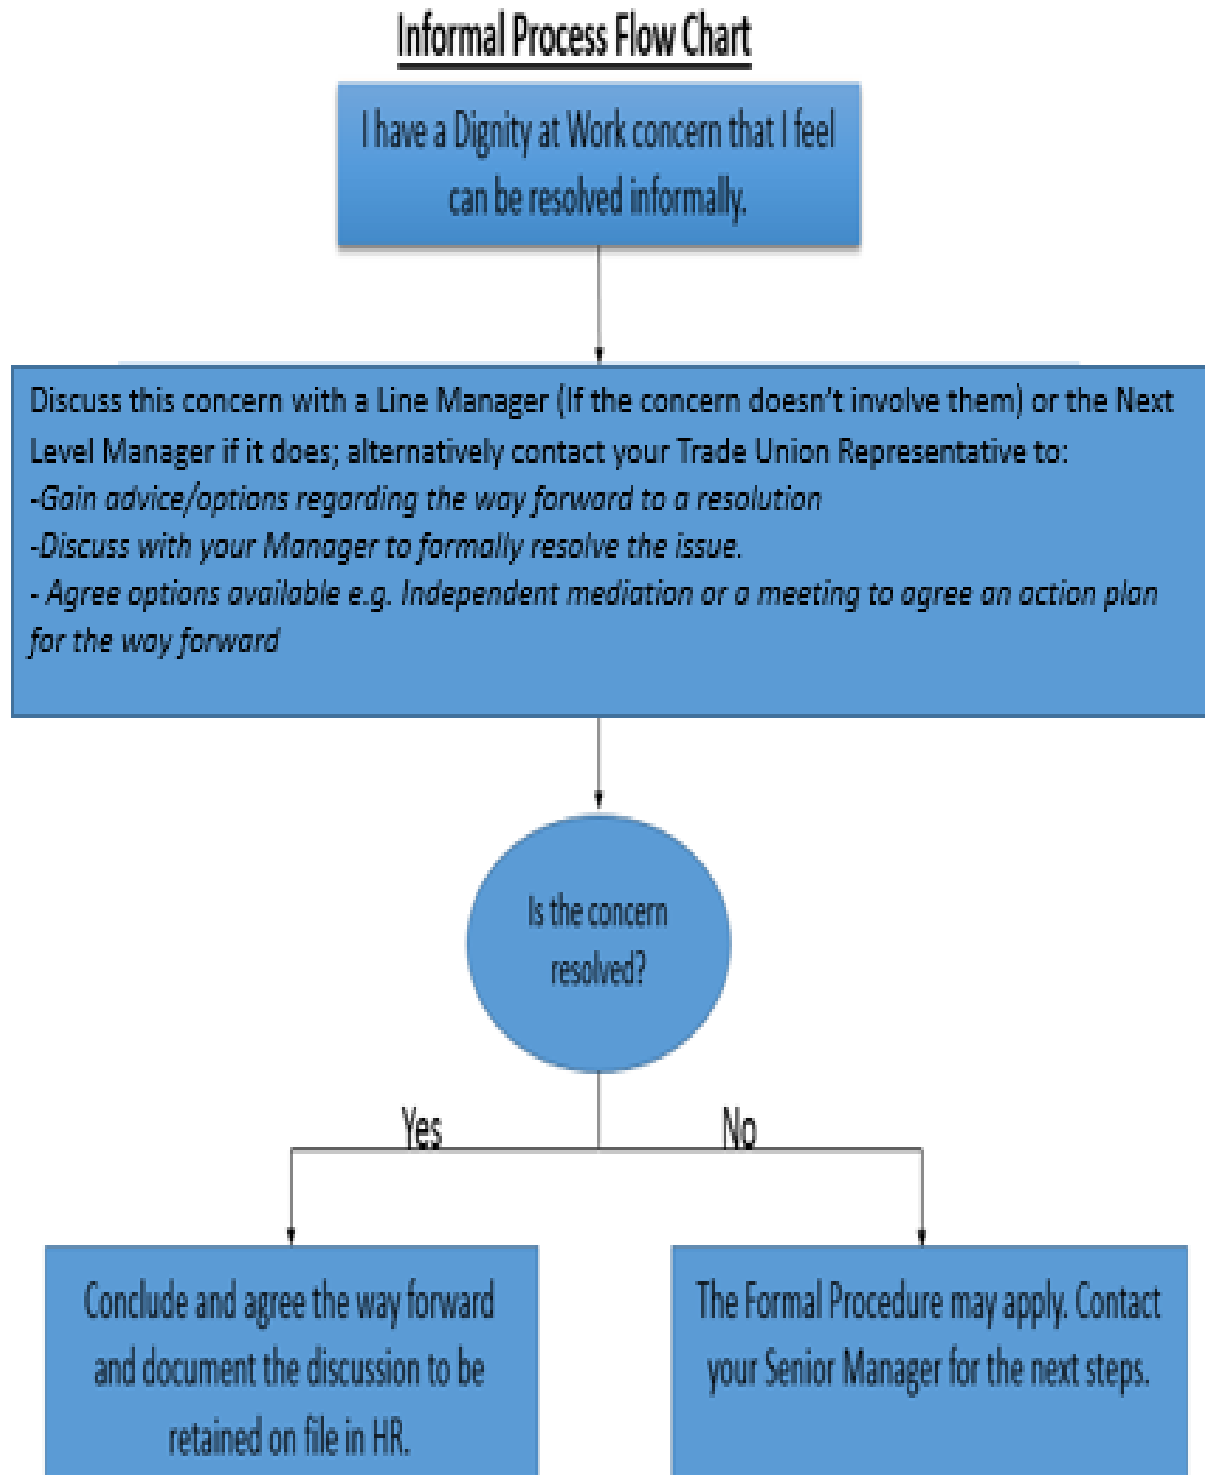 Informal Process Flow Chart
I have a Dignity at Work concern that I feel
can be resolved informally.
Discuss this concern with a Line Manager (If the concern doesn't involve them) or the Next
Level Manager if it does; alternatively contact your Trade Union Representative to:
-Gain advice/options regarding the way forward to a resolution
-Discuss with your Manager to formally resolve the issue.
- Agree options available e.g. Independent mediation or a meeting to agree an action plan
for the way forward
Is the concern
resolved?
Yes
No
Conclude and agree the way forward
and document the discussion to be
retained on file in HR.
The Formal Procedure may apply. Contact
your Senior Manager for the next steps.